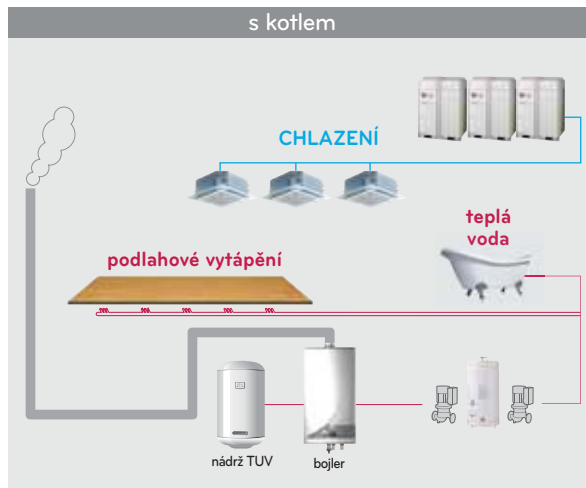 s kotlem
CHLAZENÍ
teplá
voda
podlahové vytápění
nádrž TUV
bojler